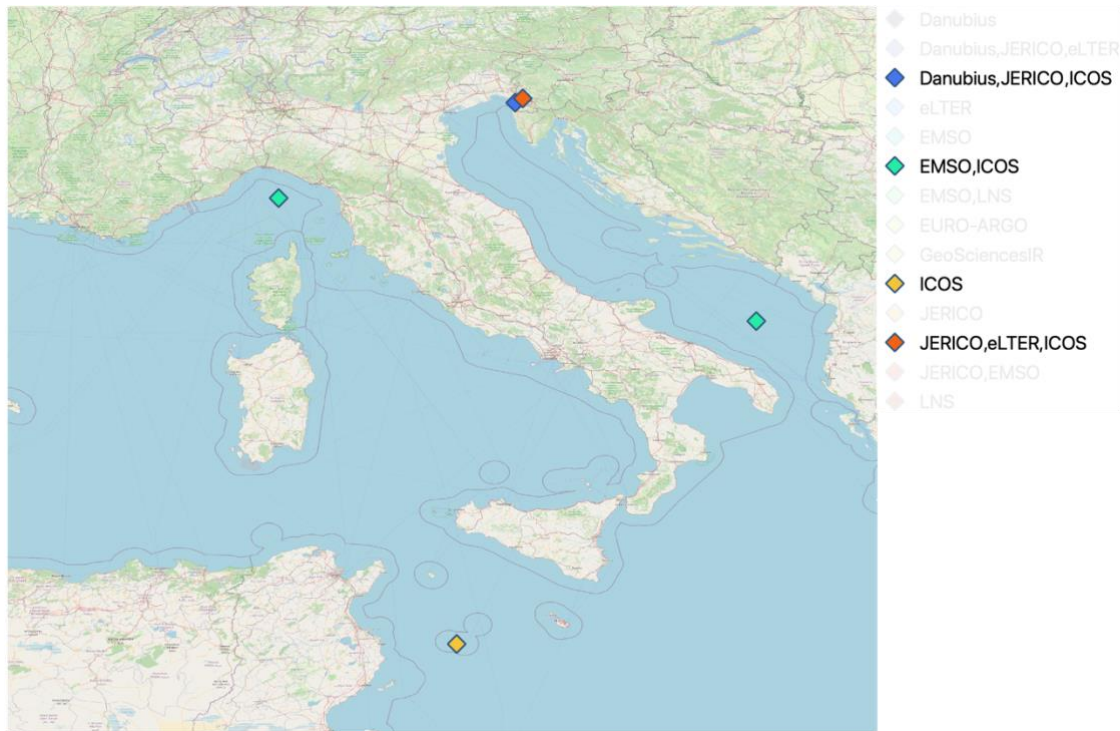 Danubius
Danubius,JERICO,eLTER
Danubius,JERICO,ICOS
eLTER
EMSO
EMSO,ICOS
EMSO,LNS
EURO-ARGO
GeoSciencesIR
ICOS
JERICO
JERICO,eLTER,ICOS
JERICO,EMSO
LNS